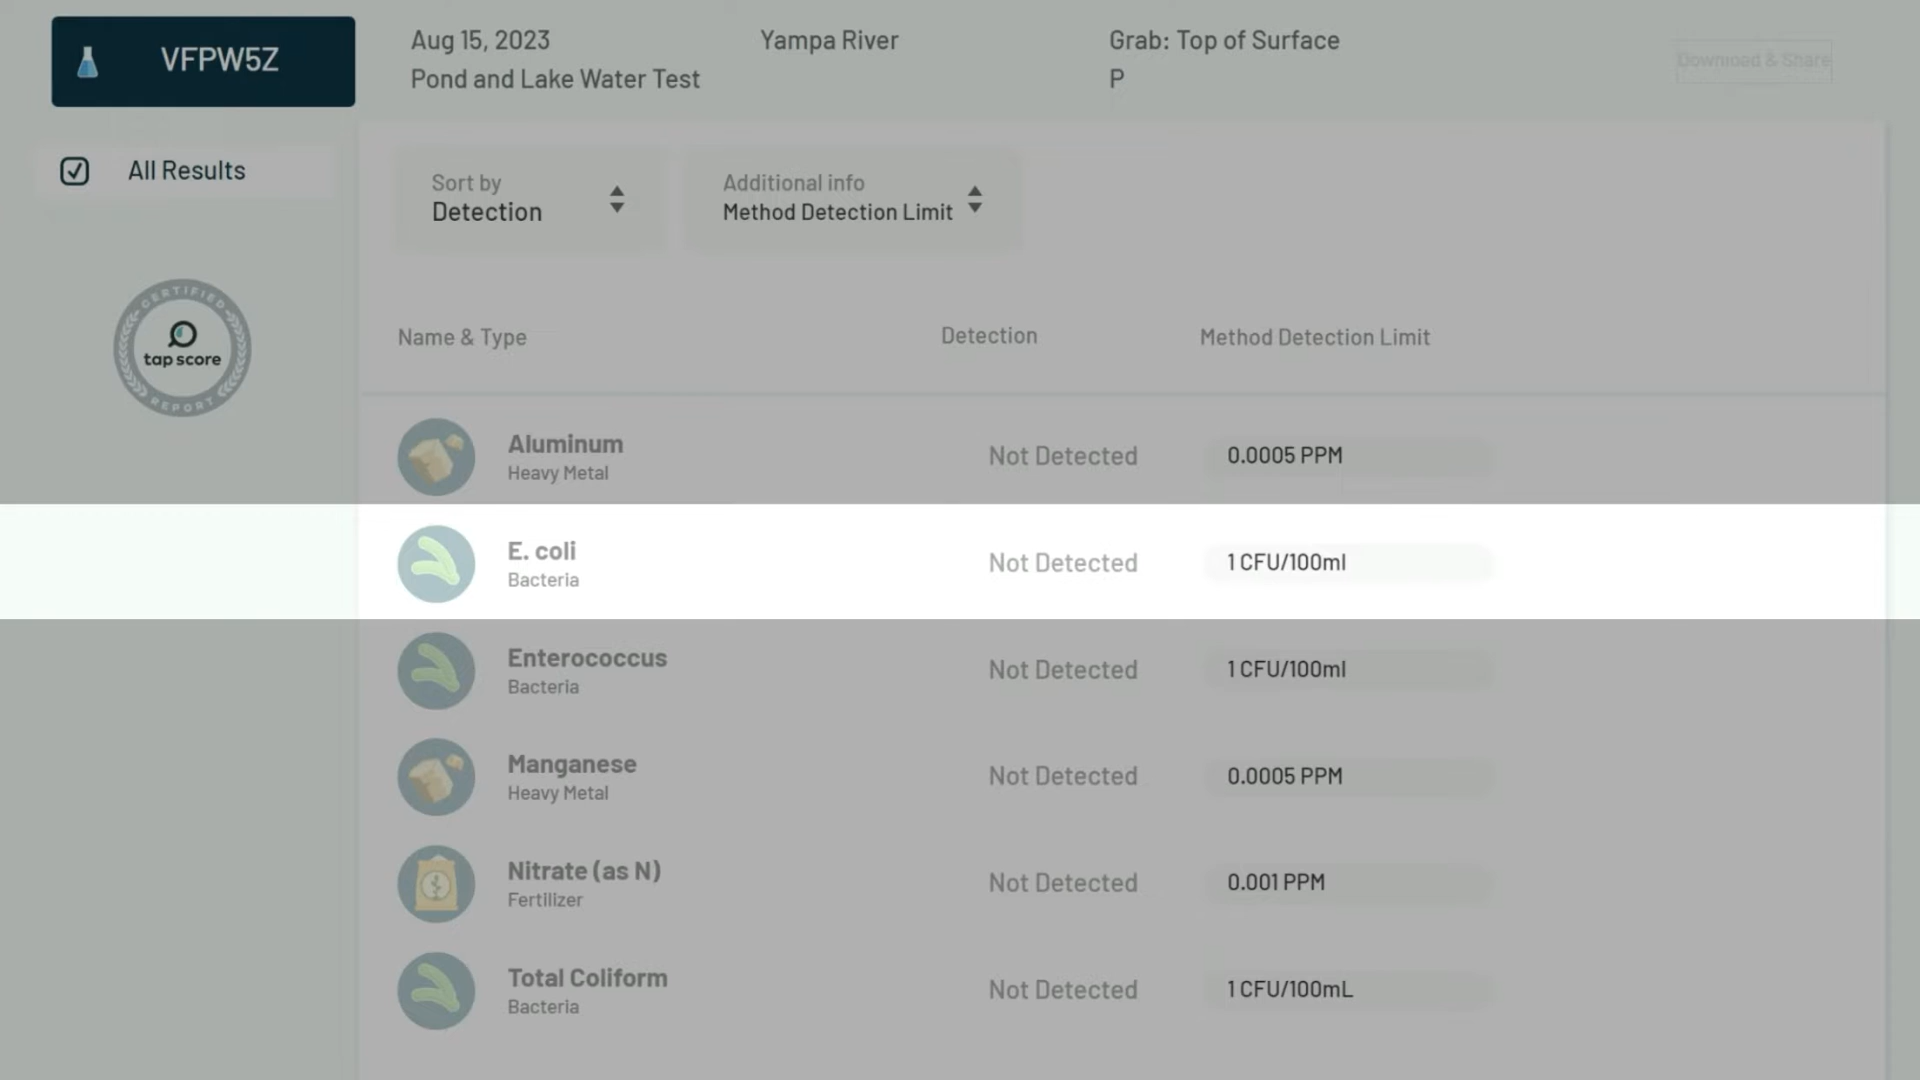 VFPW5Z
Aug 15, 2023
Pond and Lake Water Test
Yampa River
Grab: Top of Surface
P
Download & Share
All Results
Sort by
Detection
Additional info
Method Detection Limit
CERTIFIED
tap score
REPORT
Name & Type Detection Method Detection Limit
Aluminum
Heavy Metal
Not Detected 0.0005 PPM
E. coli
Bacteria
Not Detected 1 CFU/100ml
Enterococcus
Bacteria
Not Detected 1 CFU/100ml
Manganese
Heavy Metal
Not Detected 0.0005 PPM
Nitrate (as N)
Fertilizer
Not Detected 0.001 PPM
Total Coliform
Bacteria
Not Detected 1 CFU/100mL